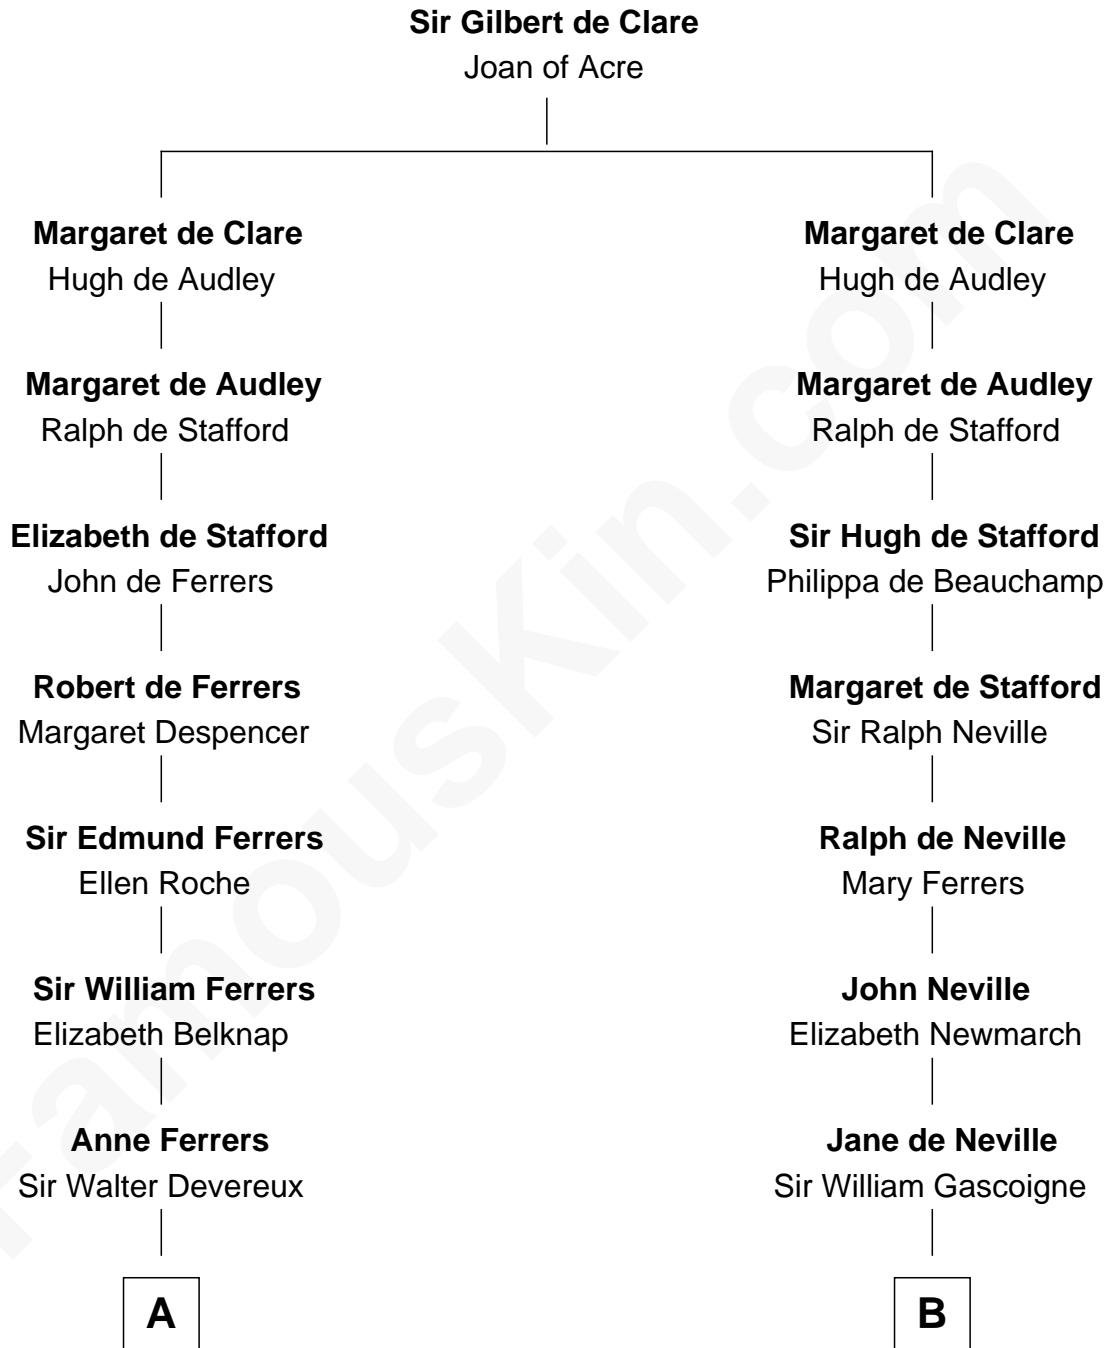 Sir Gilbert de Clare
Joan of Acre
Margaret de Clare
Hugh de Audley
Margaret de Clare
Hugh de Audley
Margaret de Audley
Ralph de Stafford
Margaret de Audley
Ralph de Stafford
Elizabeth de Stafford
John de Ferrers
Sir Hugh de Stafford
Philippa de Beauchamp
Robert de Ferrers
Margaret Despencer
Margaret de Stafford
Sir Ralph Neville
Sir Edmund Ferrers
Ellen Roche
Ralph de Neville
Mary Ferrers
Sir William Ferrers
Elizabeth Belknap
John Neville
Elizabeth Newmarch
Anne Ferrers
Sir Walter Devereux
Jane de Neville
Sir William Gascoigne
A
B
FamousKin.com